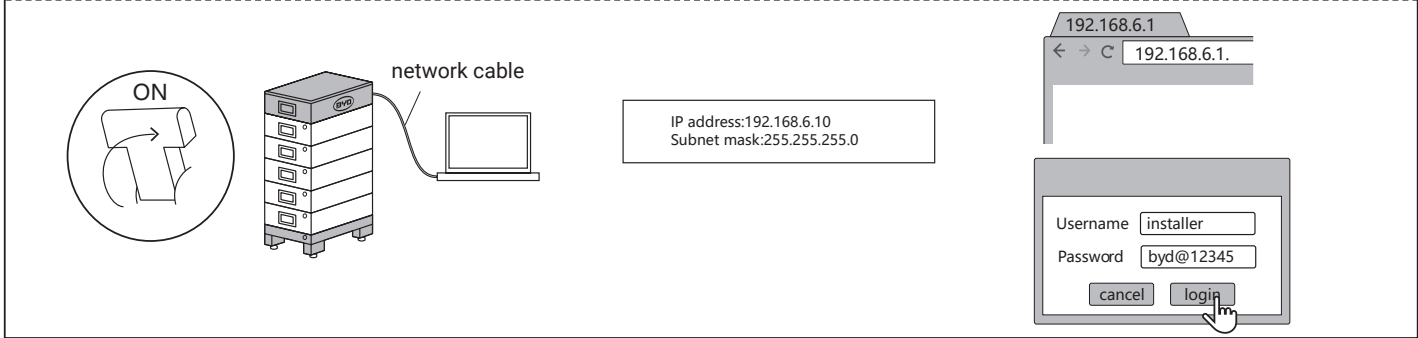 ON
BYD
network cable
IP address:192.168.6.10
Subnet mask:255.255.255.0
192.168.6.1
192.168.6.1.
Username installer
Password byd@12345
cancel login